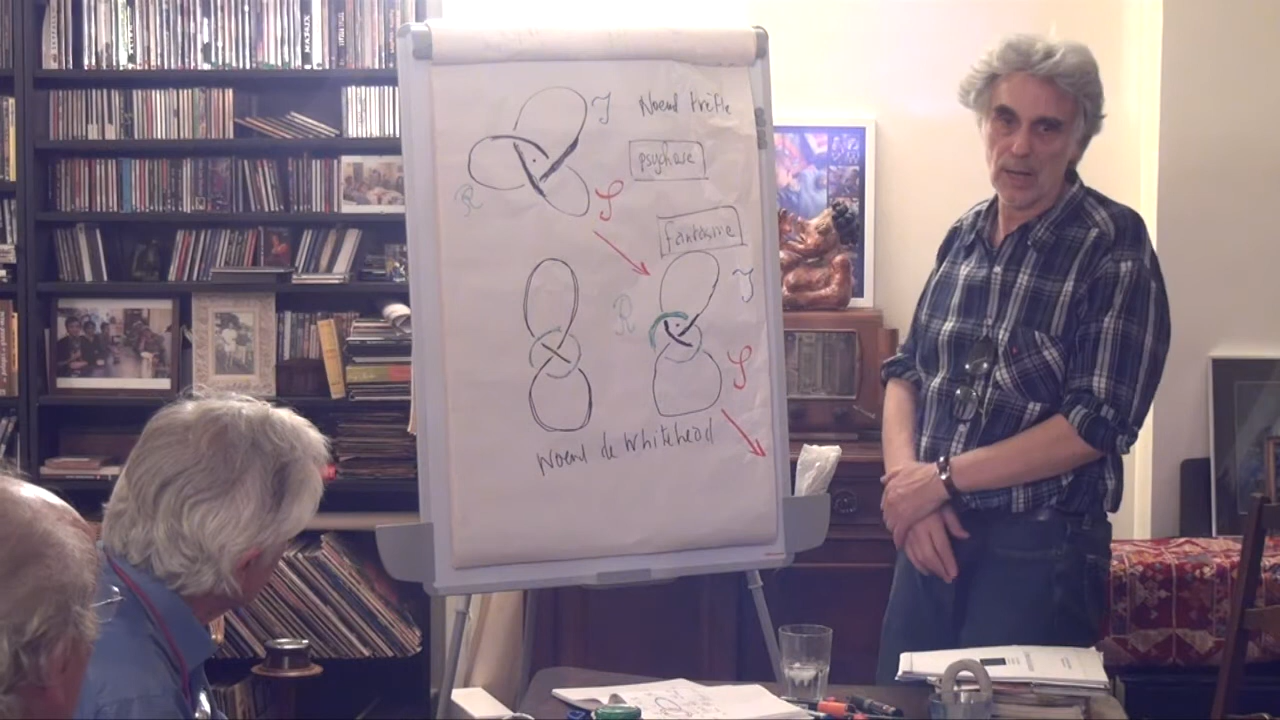 J Noeud trèfle
psychose
R
S
fantasme
J
R
S
Noeud de Whitehead